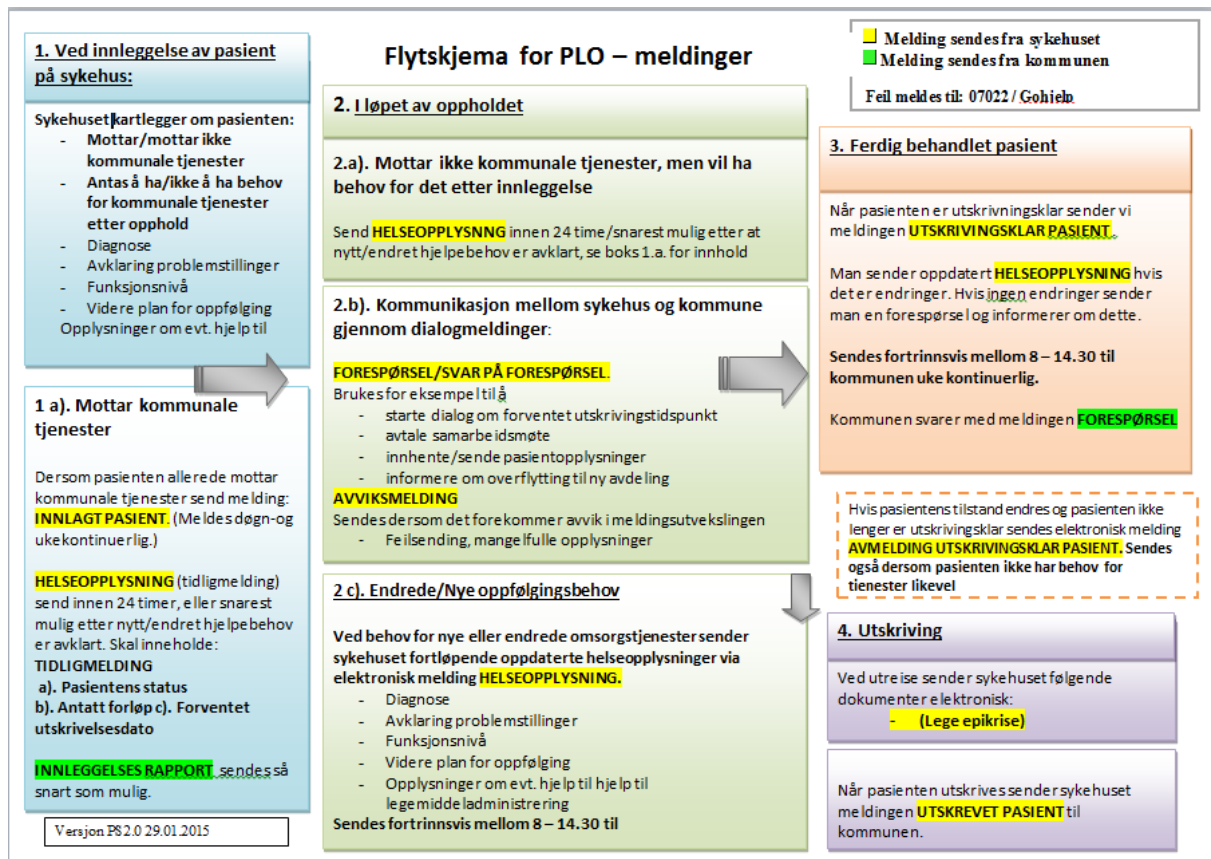 Flytskjema for PLO – meldinger
Melding sendes fra sykehuset
Melding sendes fra kommunen
Feil meldes til: 07022 / Gohjelp
1. Ved innleggelse av pasient
på sykehus:
Sykehuset kartlegger om pasienten:
- Mottar/mottar ikke
kommunale tjenester
- Antas å ha/ikke å ha behov
for kommunale tjenester
etter opphold
- Diagnose
- Avklaring problemstillinger
- Funksjonsnivå
- Videre plan for oppfølging
Opplysninger om evt. hjelp til
1 a). Mottar kommunale
tjenester
Dersom pasienten allerede mottar
kommunale tjenester send melding:
INNLAGT PASIENT. (Meldes døgn-og
ukekontinuerlig.)
HELSEOPPLYSNING (tidligmelding)
send innen 24 timer, eller snarest
mulig etter nytt/endret hjelpebehov
er avklart. Skal inneholde:
TIDLIGMELDING
a). Pasientens status
b). Antatt forløp c). Forventet
utskrivelsesdato
INNLEGGELSES RAPPORT sendes så
snart som mulig.
Versjon PS2.0 29.01.2015
2. I løpet av oppholdet
2.a). Mottar ikke kommunale tjenester, men vil ha
behov for det etter innleggelse
Send HELSEOPPLYSNNG innen 24 time/snarest mulig etter at
nytt/endret hjelpebehov er avklart, se boks 1.a. for innhold
2.b). Kommunikasjon mellom sykehus og kommune
gjennom dialogmeldinger:
FORESPØRSEL/SVAR PÅ FORESPØRSEL.
Brukes for eksempel til å
- starte dialog om forventet utskrivingstidspunkt
- avtale samarbeidsmøte
- innhente/sende pasientopplysninger
- informere om overflytting til ny avdeling
AVVIKSMELDING
Sendes dersom det forekommer avvik i meldingsutvekslingen
- Feilsending, mangelfulle opplysninger
2 c). Endrede/Nye oppfølgingsbehov
Ved behov for nye eller endrede omsorgstjenester sender
sykehuset fortløpende oppdaterte helseopplysninger via
elektronisk melding HELSEOPPLYSNING.
- Diagnose
- Avklaring problemstillinger
- Funksjonsnivå
- Videre plan for oppfølging
- Opplysninger om evt. hjelp til hjelp til
legemiddeladministrering
Sendes fortrinnsvis mellom 8 – 14.30 til
3. Ferdig behandlet pasient
Når pasienten er utskrivningsklar sender vi
meldingen UTSKRIVINGSKLAR PASIENT.
Man sender oppdatert HELSEOPPLYSNING hvis
det er endringer. Hvis ingen endringer sender
man en forespørsel og informerer om dette.
Sendes fortrinnsvis mellom 8 – 14.30 til
kommunen uke kontinuerlig.
Kommunen svarer med meldingen FORESPØRSEL
Hvis pasientens tilstand endres og pasienten ikke
lenger er utskrivingsklar sendes elektronisk melding
AVMELDING UTSKRIVINGSKLAR PASIENT. Sendes
også dersom pasienten ikke har behov for
tjenester likevel
4. Utskriving
Ved utreise sender sykehuset følgende
dokumenter elektronisk:
- (Lege epikrise)
Når pasienten utskrives sender sykehuset
meldingen UTSKREVET PASIENT til
kommunen.